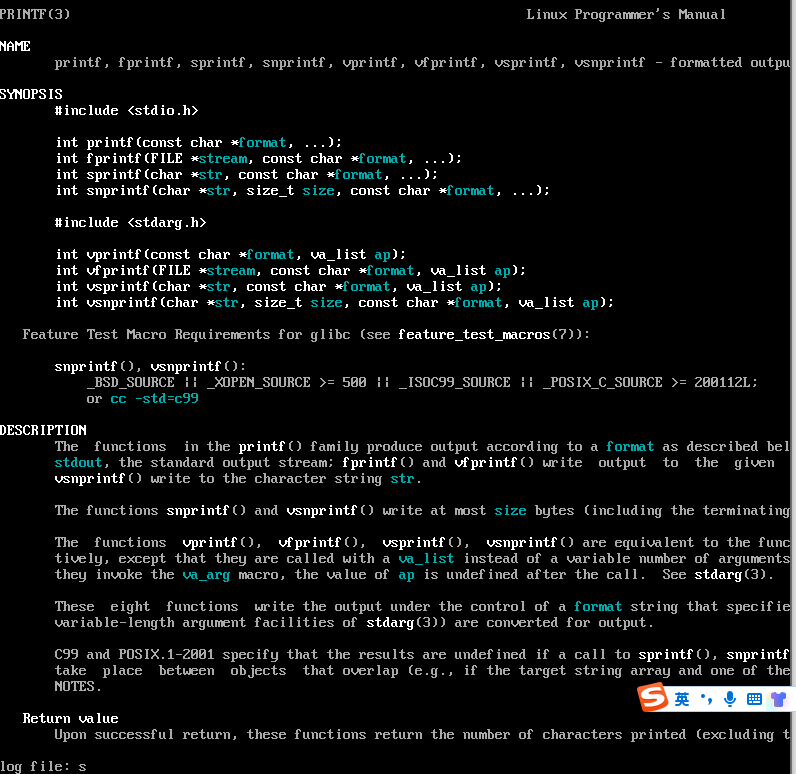 PRINTF(3) Linux Programmer's Manual
NAME
printf, fprintf, sprintf, snprintf, vprintf, vfprintf, vsprintf, vsnprintf - formatted outpu
SYNOPSIS
#include <stdio.h>
int printf(const char *format, ...);
int fprintf(FILE *stream, const char *format, ...);
int sprintf(char *str, const char *format, ...);
int snprintf(char *str, size_t size, const char *format, ...);
#include <stdarg.h>
int vprintf(const char *format, va_list ap);
int vfprintf(FILE *stream, const char *format, va_list ap);
int vsprintf(char *str, const char *format, va_list ap);
int vsnprintf(char *str, size_t size, const char *format, va_list ap);
Feature Test Macro Requirements for glibc (see feature_test_macros(7)):
snprintf(), vsnprintf():
_BSD_SOURCE || _XOPEN_SOURCE >= 500 || _ISOC99_SOURCE || _POSIX_C_SOURCE >= 200112L;
or cc -std=c99
DESCRIPTION
The functions in the printf() family produce output according to a format as described bel
stdout, the standard output stream; fprintf() and vfprintf() write output to the given
vsnprintf() write to the character string str.
The functions snprintf() and vsnprintf() write at most size bytes (including the terminating
The functions vprintf(), vfprintf(), vsprintf(), vsnprintf() are equivalent to the func
tively, except that they are called with a va_list instead of a variable number of arguments
they invoke the va_arg macro, the value of ap is undefined after the call. See stdarg(3).
These eight functions write the output under the control of a format string that specifie
variable-length argument facilities of stdarg(3)) are converted for output.
C99 and POSIX.1-2001 specify that the results are undefined if a call to sprintf(), snprintf
take place between objects that overlap (e.g., if the target string array and one of the
NOTES.
英
Return value
Upon successful return, these functions return the number of characters printed (excluding t
log file: s